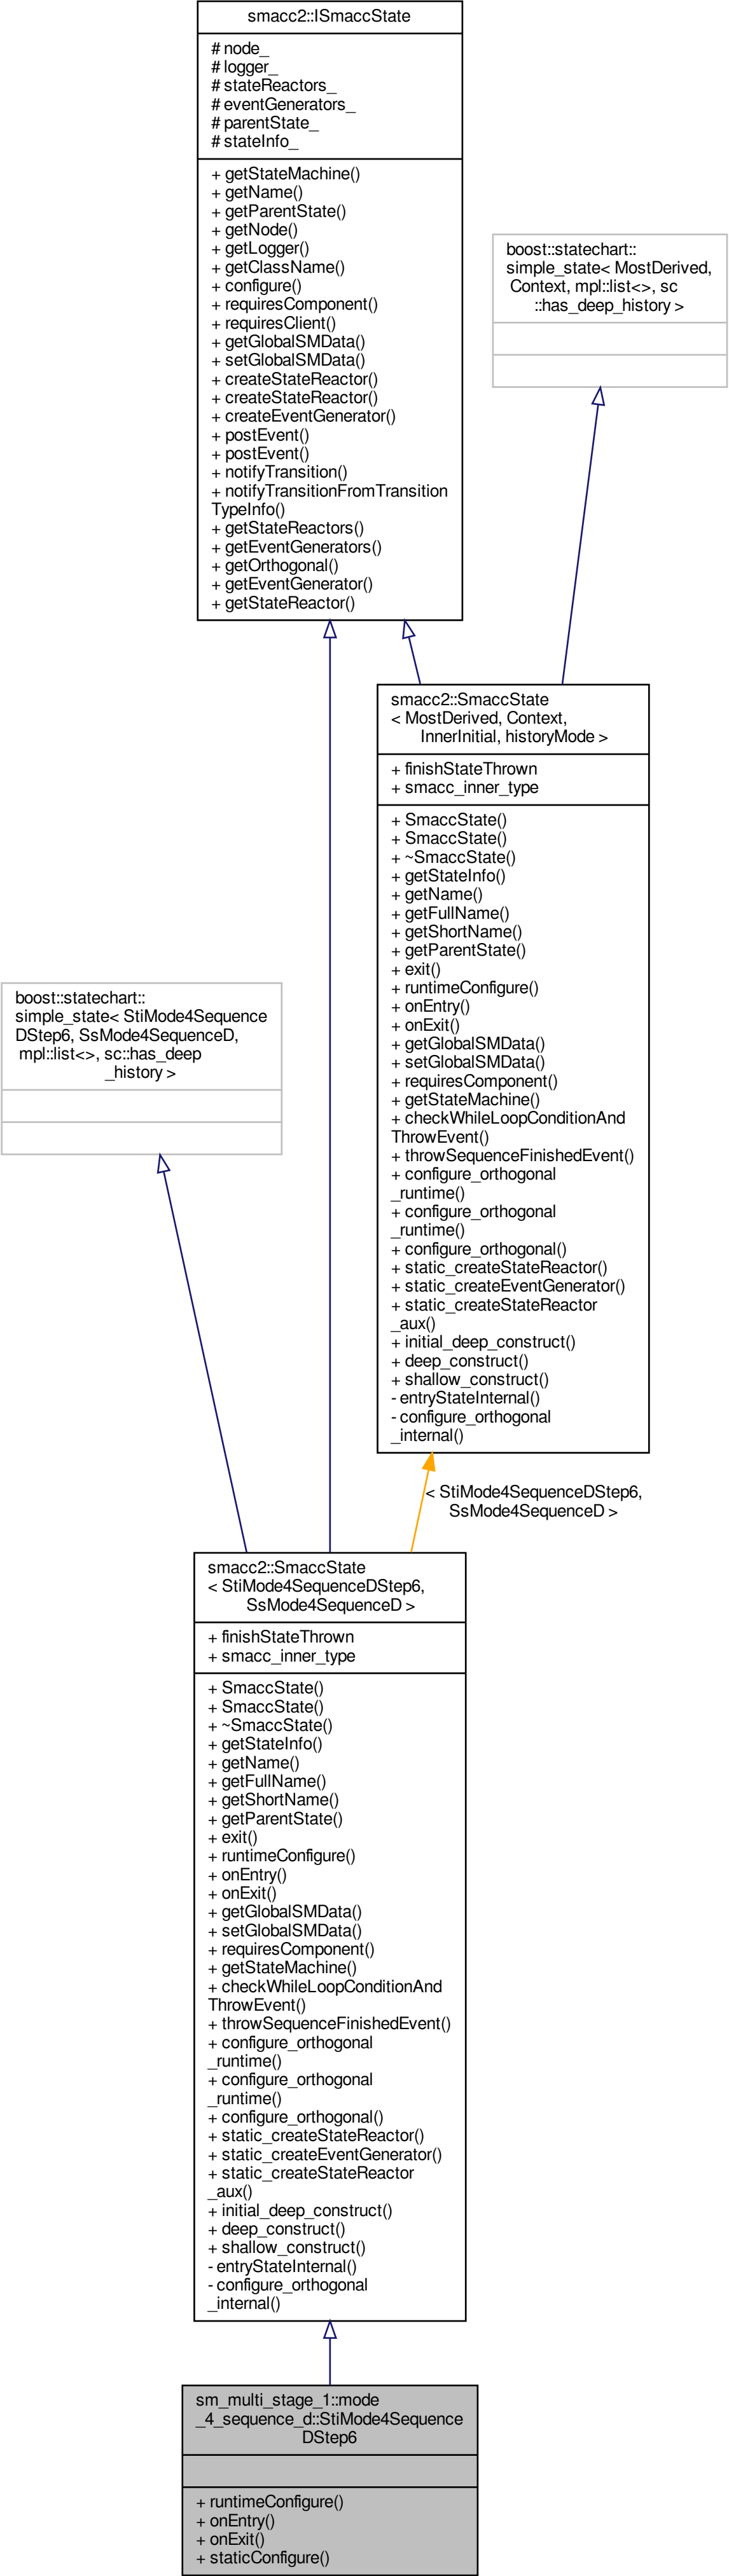 smacc2::ISmaccState
# node_
# logger_
# stateReactors_
# eventGenerators_
# parentState_
# stateInfo_
+ getStateMachine()
+ getName()
+ getParentState()
+ getNode()
+ getLogger()
+ getClassName()
+ configure()
+ requiresComponent()
+ requiresClient()
+ getGlobalSMData()
+ setGlobalSMData()
+ createStateReactor()
+ createStateReactor()
+ createEventGenerator()
+ postEvent()
+ postEvent()
+ notifyTransition()
+ notifyTransitionFromTransition
TypeInfo()
+ getStateReactors()
+ getEventGenerators()
+ getOrthogonal()
+ getEventGenerator()
+ getStateReactor()
boost::statechart::
simple_state< MostDerived,
Context, mpl::list<>, sc
::has_deep_history >
smacc2::SmaccState
< MostDerived, Context,
InnerInitial, historyMode >
+ finishStateThrown
+ smacc_inner_type
+ SmaccState()
+ SmaccState()
+ ~SmaccState()
+ getStateInfo()
+ getName()
+ getFullName()
+ getShortName()
+ getParentState()
+ exit()
+ runtimeConfigure()
+ onEntry()
+ onExit()
+ getGlobalSMData()
+ setGlobalSMData()
+ requiresComponent()
+ getStateMachine()
+ checkWhileLoopConditionAnd
ThrowEvent()
+ throwSequenceFinishedEvent()
+ configure_orthogonal
_runtime()
+ configure_orthogonal
_runtime()
+ configure_orthogonal()
+ static_createStateReactor()
+ static_createEventGenerator()
+ static_createStateReactor
_aux()
+ initial_deep_construct()
+ deep_construct()
+ shallow_construct()
- entryStateInternal()
- configure_orthogonal
_internal()
boost::statechart::
simple_state< StiMode4Sequence
DStep6, SsMode4SequenceD,
mpl::list<>, sc::has_deep
_history >
< StiMode4SequenceDStep6,
SsMode4SequenceD >
smacc2::SmaccState
< StiMode4SequenceDStep6,
SsMode4SequenceD >
+ finishStateThrown
+ smacc_inner_type
+ SmaccState()
+ SmaccState()
+ ~SmaccState()
+ getStateInfo()
+ getName()
+ getFullName()
+ getShortName()
+ getParentState()
+ exit()
+ runtimeConfigure()
+ onEntry()
+ onExit()
+ getGlobalSMData()
+ setGlobalSMData()
+ requiresComponent()
+ getStateMachine()
+ checkWhileLoopConditionAnd
ThrowEvent()
+ throwSequenceFinishedEvent()
+ configure_orthogonal
_runtime()
+ configure_orthogonal
_runtime()
+ configure_orthogonal()
+ static_createStateReactor()
+ static_createEventGenerator()
+ static_createStateReactor
_aux()
+ initial_deep_construct()
+ deep_construct()
+ shallow_construct()
- entryStateInternal()
- configure_orthogonal
_internal()
sm_multi_stage_1::mode
_4_sequence_d::StiMode4Sequence
DStep6
+ runtimeConfigure()
+ onEntry()
+ onExit()
+ staticConfigure()